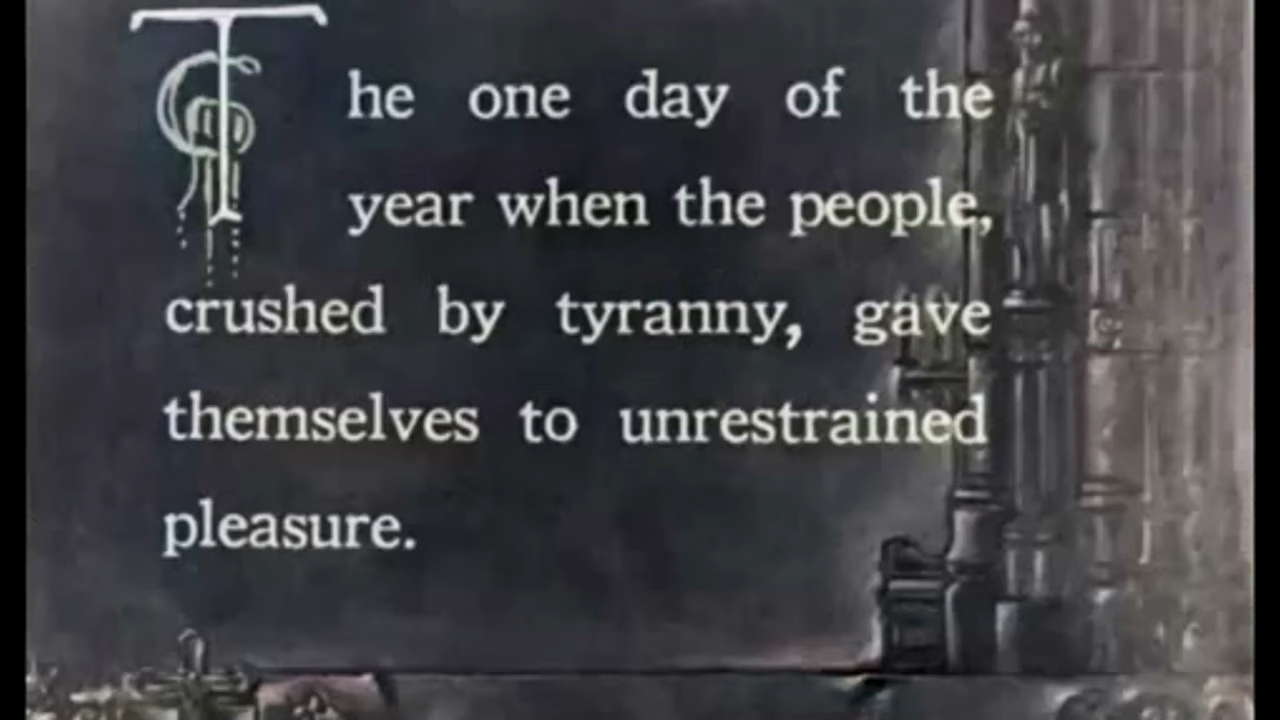 The one day of the
year when the people,
crushed by tyranny, gave
themselves to unrestrained
pleasure.